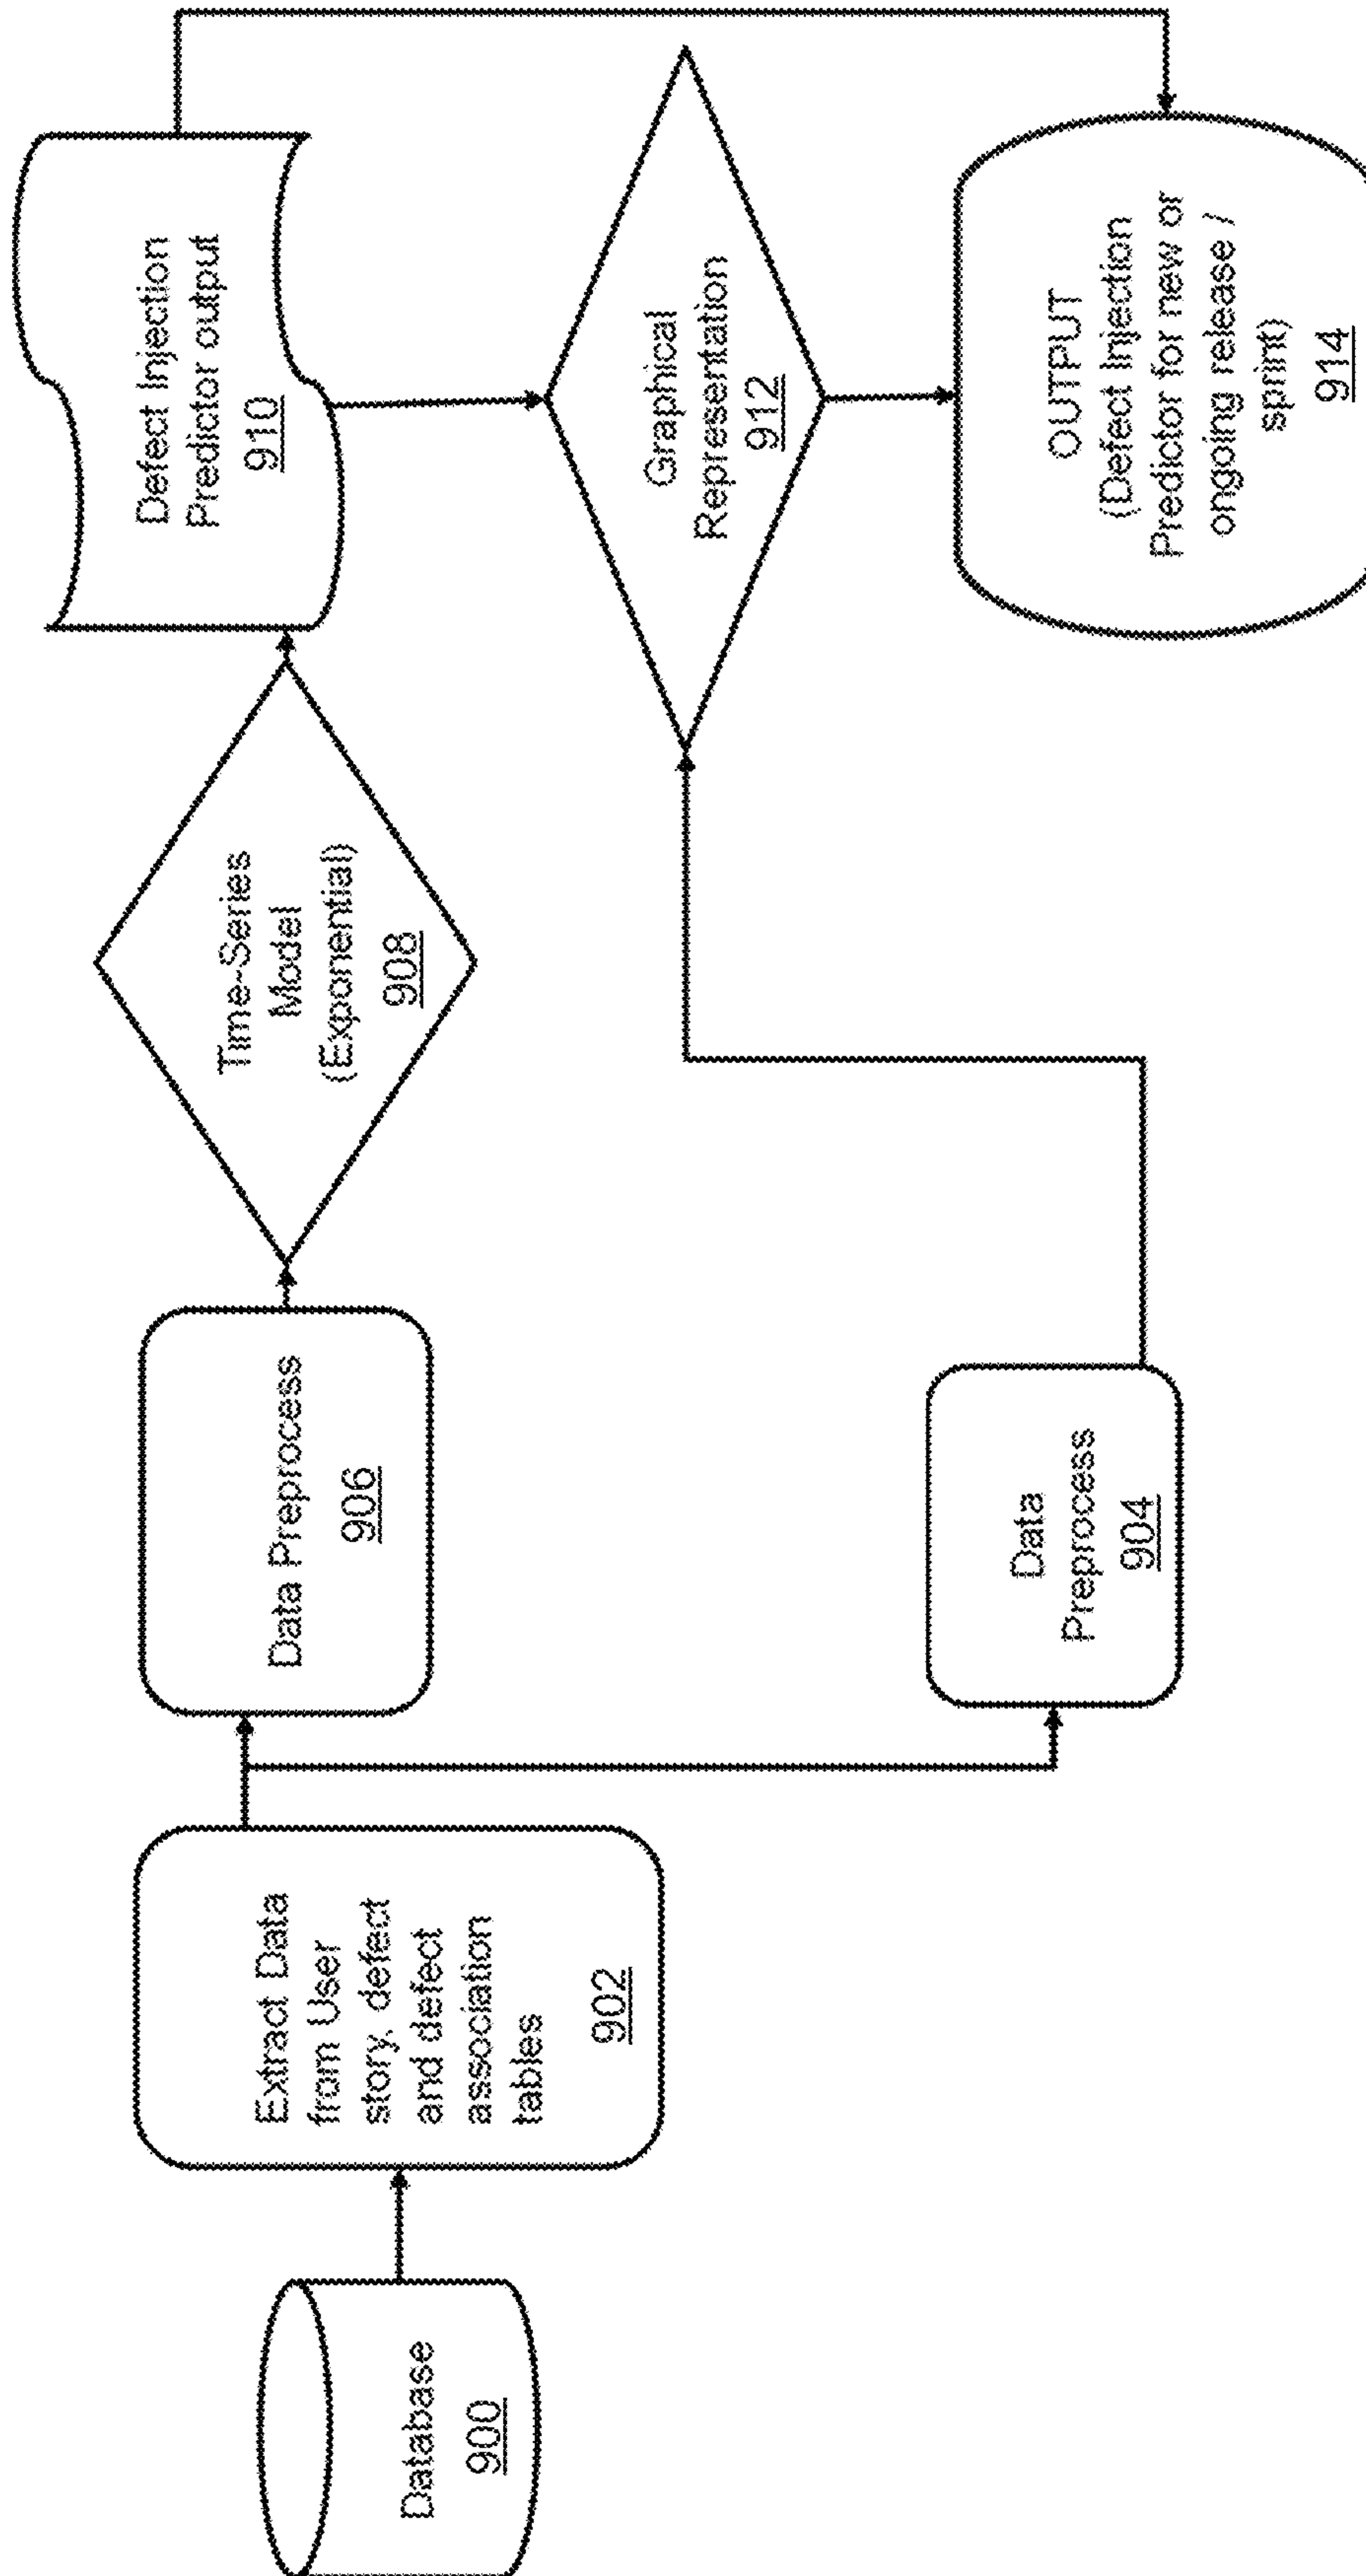 Database
900
Extract Data
from User
story, defect
and defect
association
tables
902
Data Preprocess
906
Data
Preprocess
904
Time-Series
Model
(Exponential)
908
Defect Injection
Predictor output
910
Graphical
Representation
912
OUTPUT
(Defect Injection
Predictor for new or
ongoing release /
sprint)
914